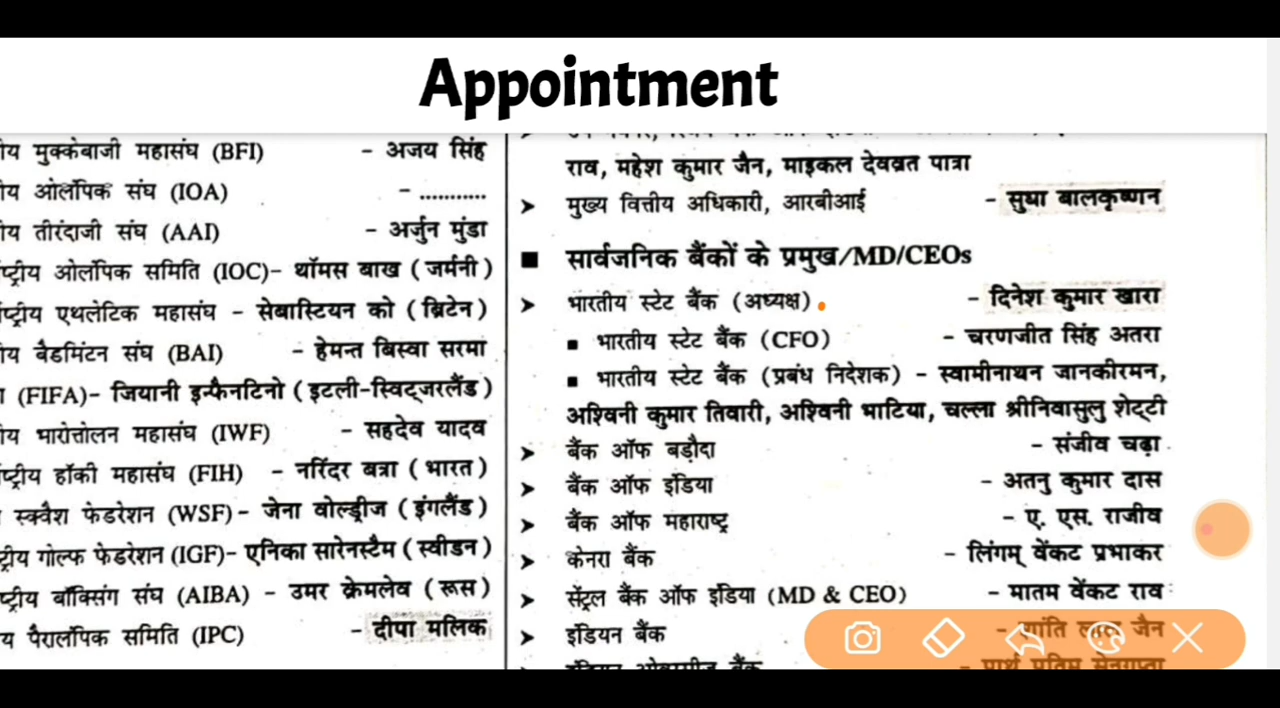 Appointment
ीय मुक्केबाजी महासंघ (BFI) - अजय सिंह
ीय ओलंपिक संघ (IOA) - ...........
ीय तीरंदाजी संघ (AAI) - अर्जुन मुंडा
ष्ट्रीय ओलंपिक समिति (IOC)- थॉमस बाख (जर्मनी)
ष्ट्रीय एथलेटिक महासंघ - सेबास्टियन को (ब्रिटेन)
ीय बैडमिंटन संघ (BAI) - हेमन्त बिस्वा सरमा
(FIFA)- जियानी इन्फैनटिनो (इटली-स्विट्जरलैंड)
ीय भारोत्तोलन महासंघ (IWF) - सहदेव यादव
ष्ट्रीय हॉकी महासंघ (FIH) - नरिंदर बत्रा (भारत)
स्क्वैश फेडरेशन (WSF)- जेना वोल्ड्रीज (इंगलैंड)
ट्रीय गोल्फ फेडरेशन (IGF)- एनिका सारेनस्टैम (स्वीडन)
ष्ट्रीय बॉक्सिंग संघ (AIBA) - उमर क्रेमलेव (रूस)
य पैरालंपिक समिति (IPC) - दीपा मलिक
राव, महेश कुमार जैन, माइकल देवव्रत पात्रा
➤ मुख्य वित्तीय अधिकारी, आरबीआई - सुधा बालकृष्णन
■ सार्वजनिक बैंकों के प्रमुख/MD/CEOs
➤ भारतीय स्टेट बैंक (अध्यक्ष) - दिनेश कुमार खारा
■ भारतीय स्टेट बैंक (CFO) - चरणजीत सिंह अतरा
■ भारतीय स्टेट बैंक (प्रबंध निदेशक) - स्वामीनाथन जानकीरमन,
अश्विनी कुमार तिवारी, अश्विनी भाटिया, चल्ला श्रीनिवासुलु शेट्टी
➤ बैंक ऑफ बड़ौदा - संजीव चढ़ा
➤ बैंक ऑफ इंडिया - अतनु कुमार दास
➤ बैंक ऑफ महाराष्ट्र - ए. एस. राजीव
➤ केनरा बैंक - लिंगम् वेंकट प्रभाकर
➤ सेंट्रल बैंक ऑफ इंडिया (MD & CEO) - मातम वेंकट राव
➤ इंडियन बैंक - शांति लाल जैन